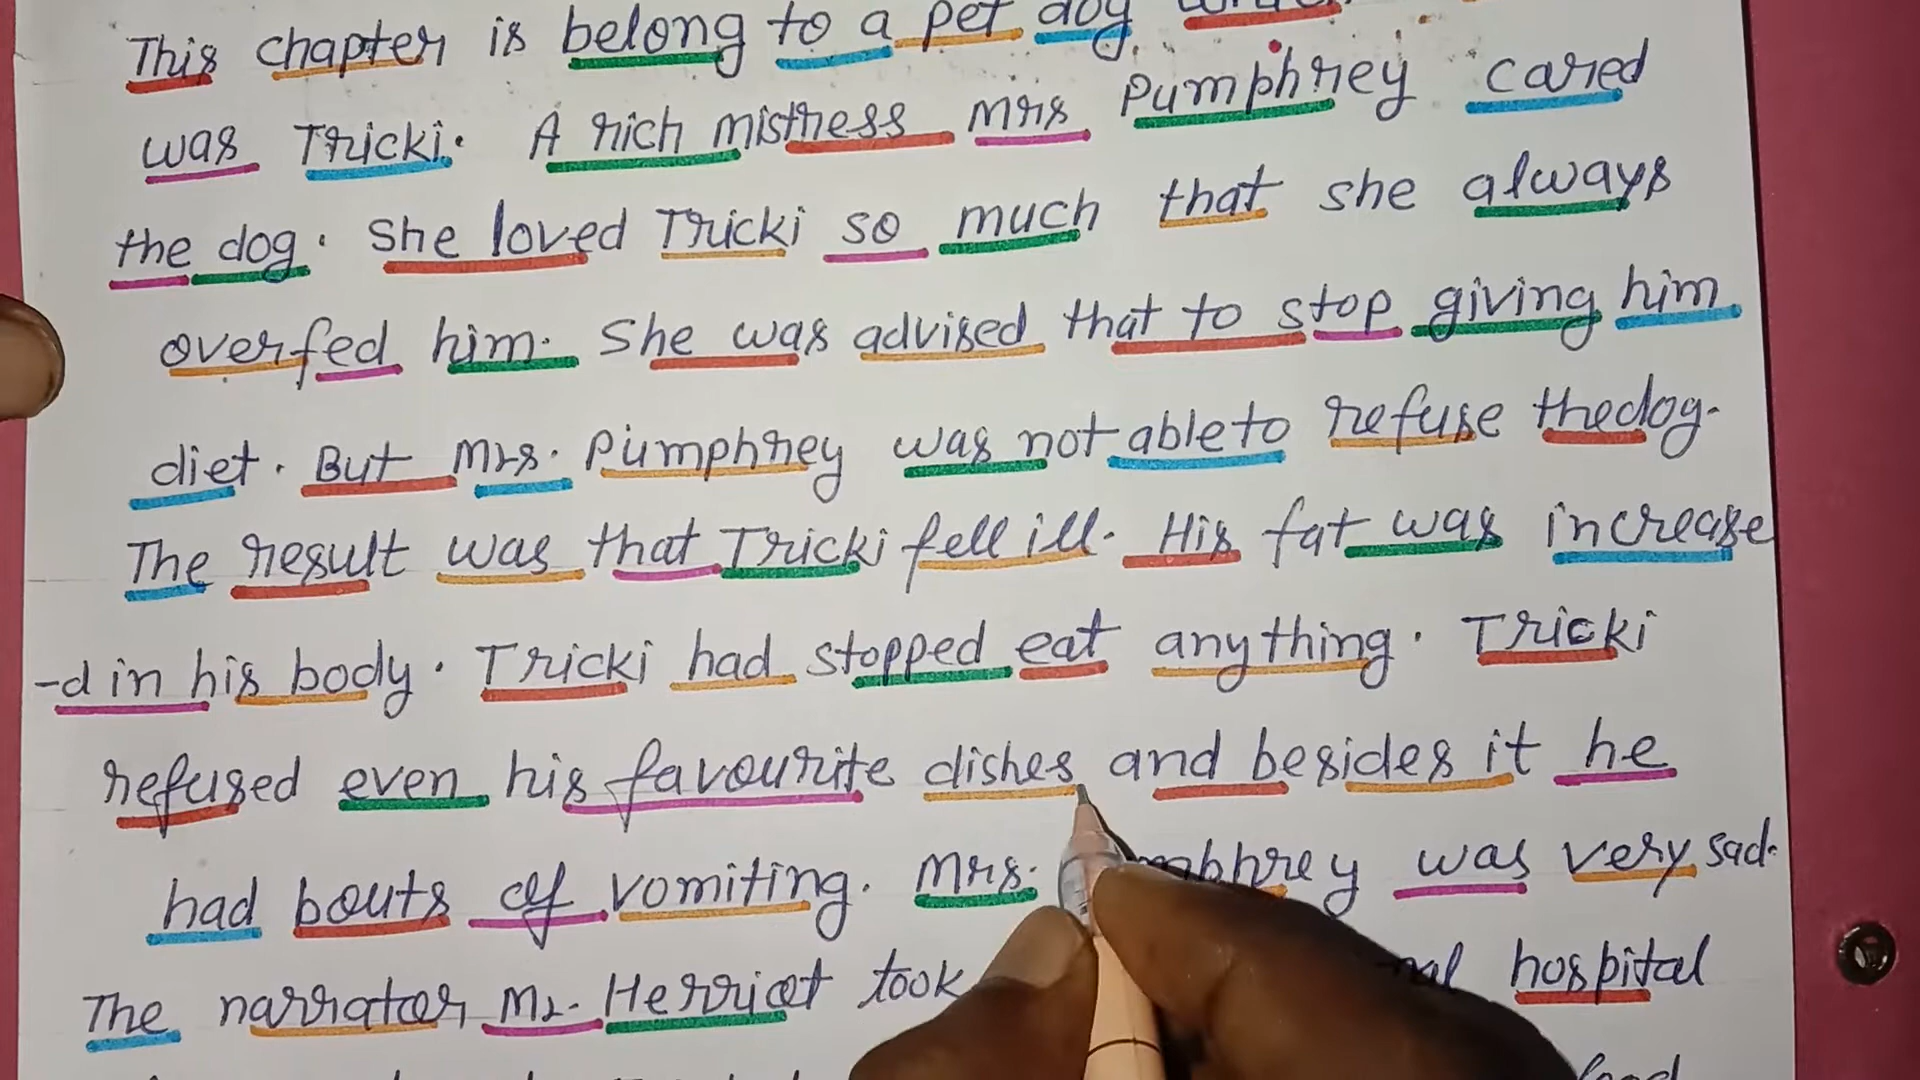 This chapter is belong to a pet dog
was Tricki. A rich mistress Mrs Pumphrey cared
the dog. She loved Tricki so much that she always
overfed him. She was advised that to stop giving him
diet. But Mrs. Pumphrey was not able to refuse the dog.
The result was that Tricki fell ill. His fat was increase
-d in his body. Tricki had stopped eat anything. Tricki
refused even his favourite dishes and besides it he
had bouts of vomiting. Mrs. was very sad.
The narrator Mr. Herriot took hospital